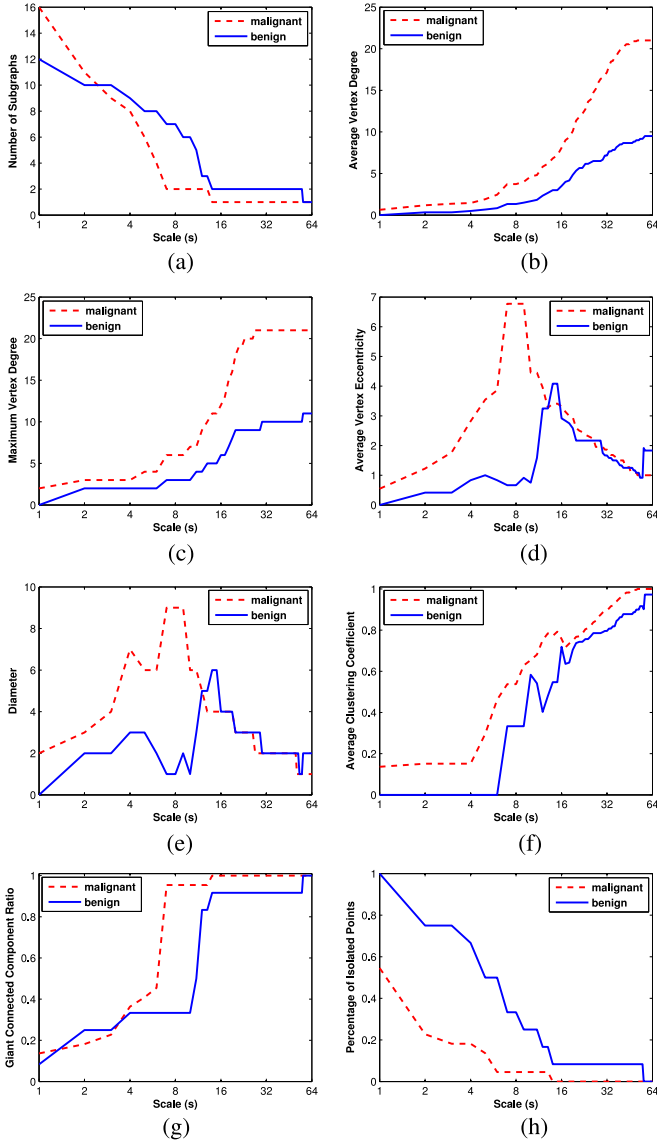 malignant
benign
Number of Subgraphs
16
14
12
10
8
6
4
2
0
1 2 4 8 16 32 64
Scale (s)
(a)
malignant
benign
Average Vertex Degree
25
20
15
10
5
0
1 2 4 8 16 32 64
Scale (s)
(b)
malignant
benign
Maximum Vertex Degree
25
20
15
10
5
0
1 2 4 8 16 32 64
Scale (s)
(c)
malignant
benign
Average Vertex Eccentricity
7
6
5
4
3
2
1
0
1 2 4 8 16 32 64
Scale (s)
(d)
malignant
benign
Diameter
10
8
6
4
2
0
1 2 4 8 16 32 64
Scale (s)
(e)
malignant
benign
Average Clustering Coefficient
1
0.8
0.6
0.4
0.2
0
1 2 4 8 16 32 64
Scale (s)
(f)
malignant
benign
Giant Connected Component Ratio
1
0.8
0.6
0.4
0.2
0
1 2 4 8 16 32 64
Scale (s)
(g)
malignant
benign
Percentage of Isolated Points
1
0.8
0.6
0.4
0.2
0
1 2 4 8 16 32 64
Scale (s)
(h)